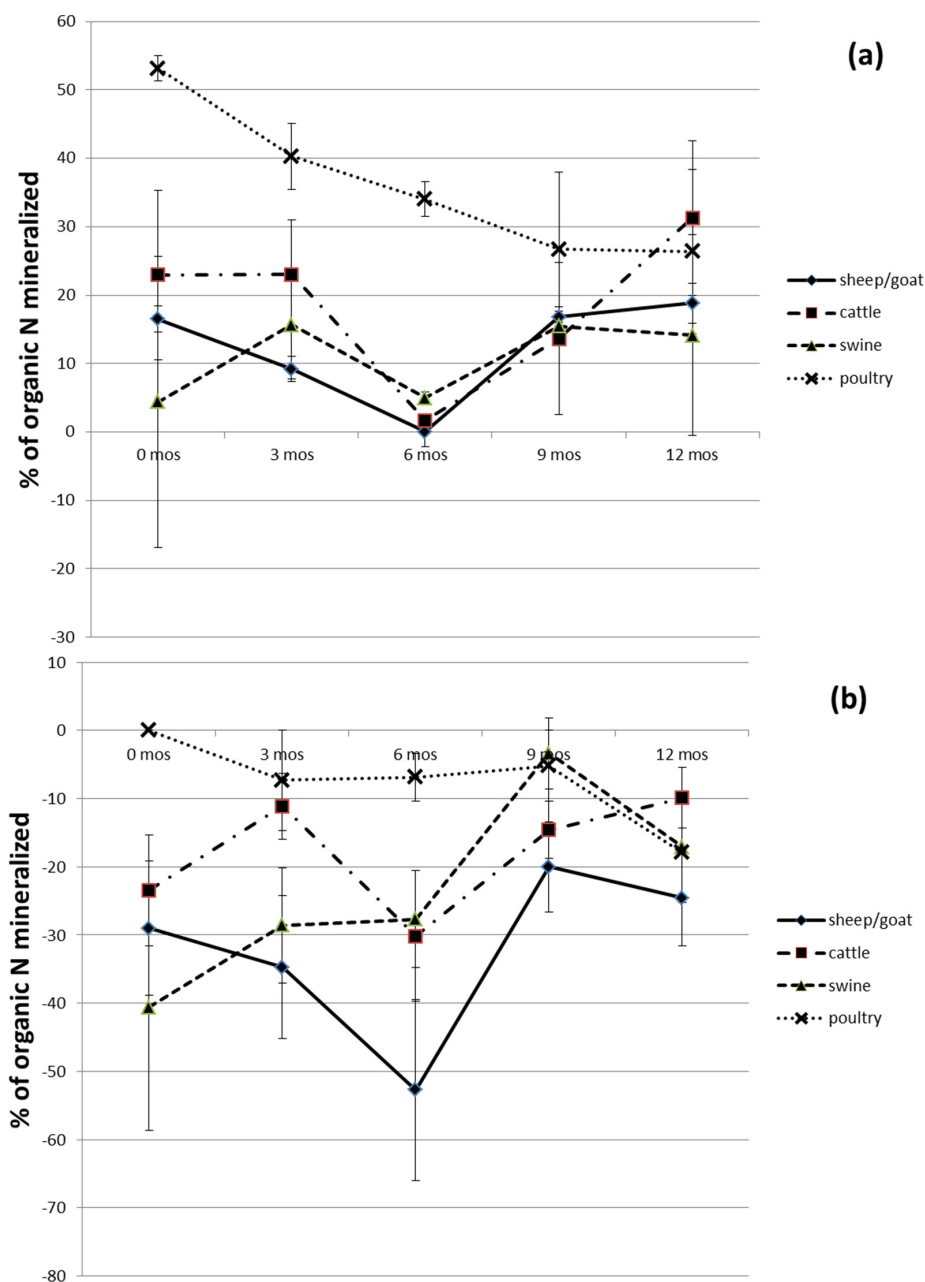 (a)
% of organic N mineralized
60
50
40
30
20
10
0
-10
-20
-30
0 mos 3 mos 6 mos 9 mos 12 mos
sheep/goat
cattle
swine
poultry
(b)
% of organic N mineralized
10
0
-10
-20
-30
-40
-50
-60
-70
-80
0 mos 3 mos 6 mos 9 mos 12 mos
sheep/goat
cattle
swine
poultry